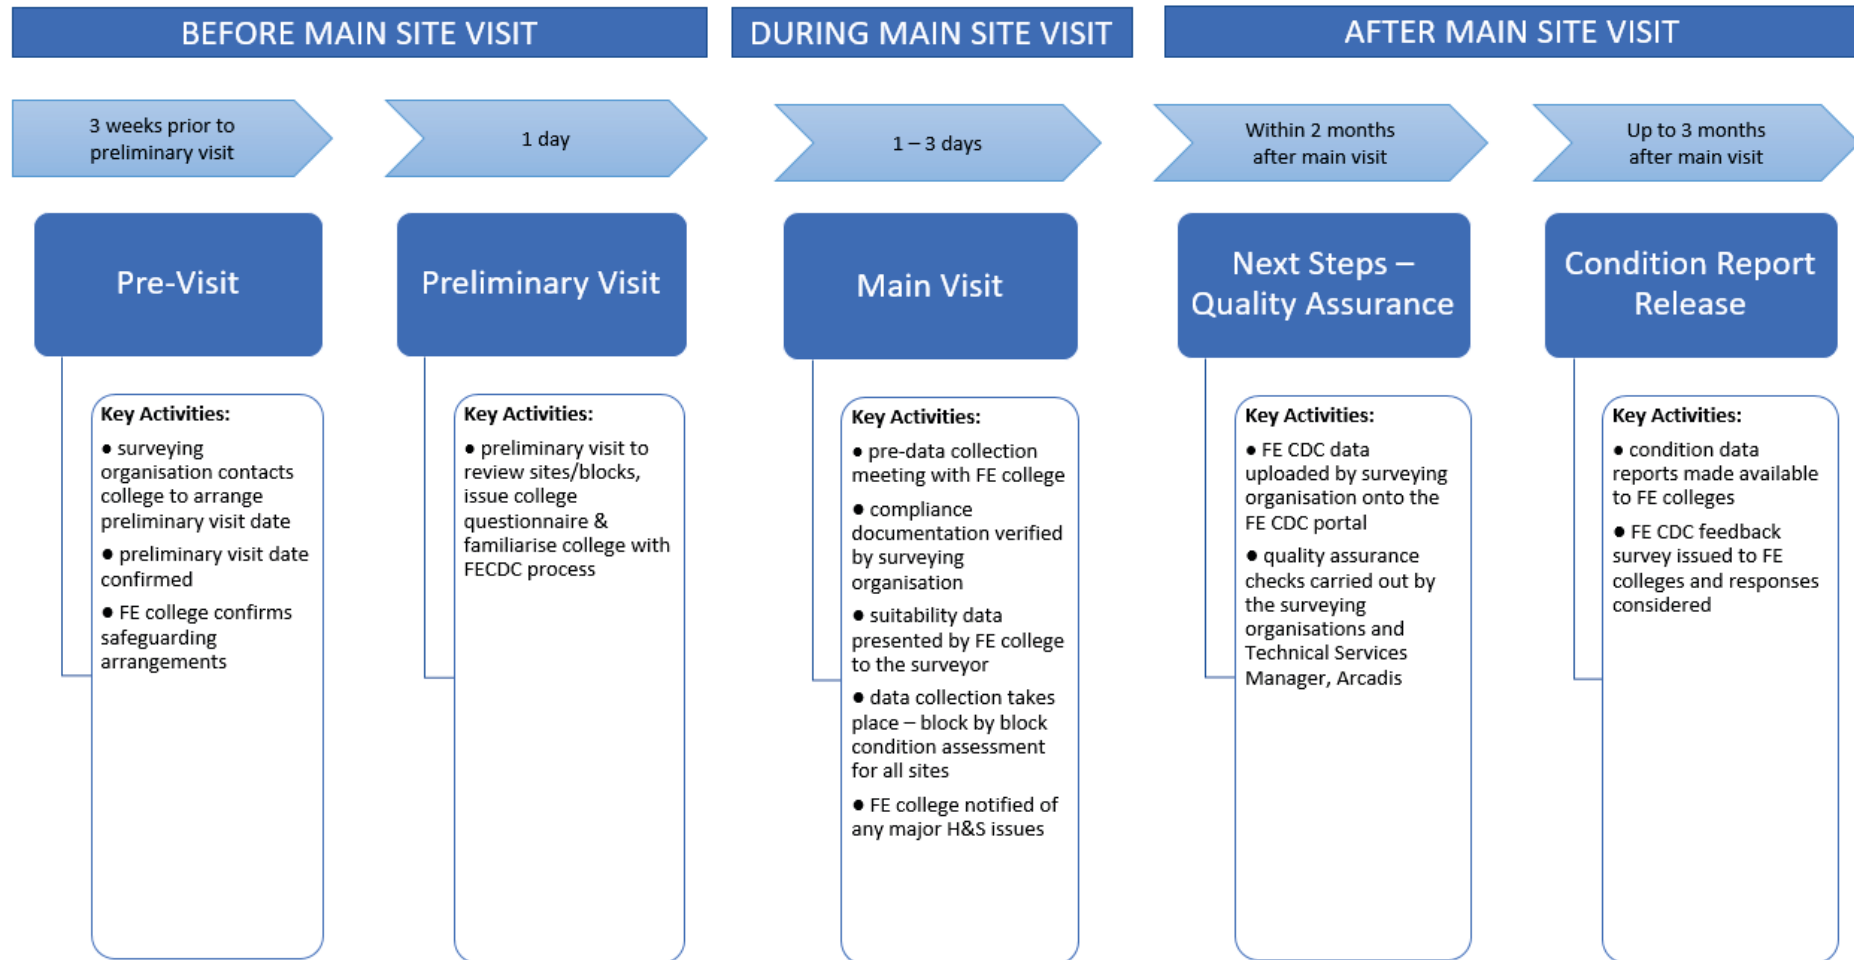 BEFORE MAIN SITE VISIT
DURING MAIN SITE VISIT
AFTER MAIN SITE VISIT
3 weeks prior to
preliminary visit
1 day
1 – 3 days
Within 2 months
after main visit
Up to 3 months
after main visit
Pre-Visit
Preliminary Visit
Main Visit
Next Steps –
Quality Assurance
Condition Report
Release
Key Activities:
● surveying
organisation contacts
college to arrange
preliminary visit date
● preliminary visit date
confirmed
● FE college confirms
safeguarding
arrangements
Key Activities:
● preliminary visit to
review sites/blocks,
issue college
questionnaire &
familiarise college with
FECDC process
Key Activities:
● pre-data collection
meeting with FE college
● compliance
documentation verified
by surveying
organisation
● suitability data
presented by FE college
to the surveyor
● data collection takes
place – block by block
condition assessment
for all sites
● FE college notified of
any major H&S issues
Key Activities:
● FE CDC data
uploaded by surveying
organisation onto the
FE CDC portal
● quality assurance
checks carried out by
the surveying
organisations and
Technical Services
Manager, Arcadis
Key Activities:
● condition data
reports made available
to FE colleges
● FE CDC feedback
survey issued to FE
colleges and responses
considered